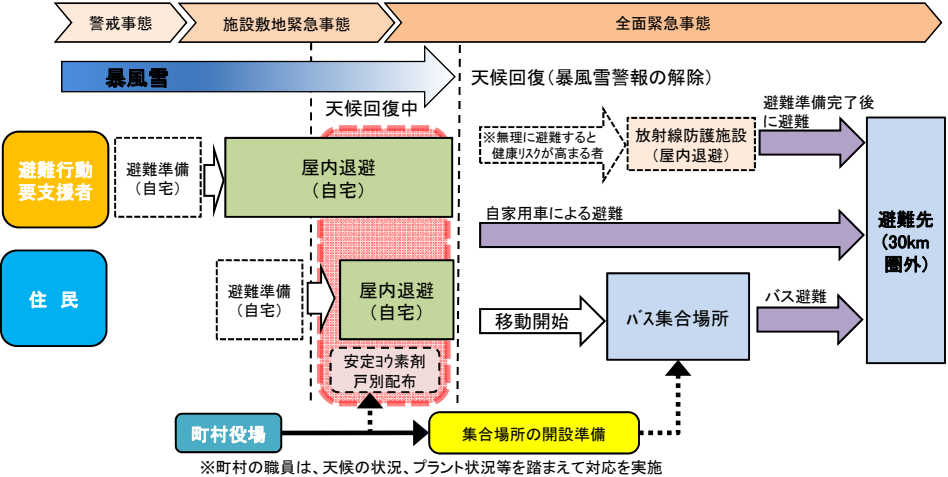 警戒事態
施設敷地緊急事態
全面緊急事態
暴風雪
天候回復（暴風雪警報の解除）
天候回復中
避難行動
要支援者
避難準備
（自宅）
屋内退避
（自宅）
※無理に避難すると
健康リスクが高まる者
放射線防護施設
（屋内退避）
避難準備完了後
に避難
自家用車による避難
避難先
（30km
圏外）
住　民
避難準備
（自宅）
屋内退避
（自宅）
移動開始
ﾊﾞｽ集合場所
バス避難
安定ﾖｳ素剤
戸別配布
町村役場
集合場所の開設準備
※町村の職員は、天候の状況、プラント状況等を踏まえて対応を実施